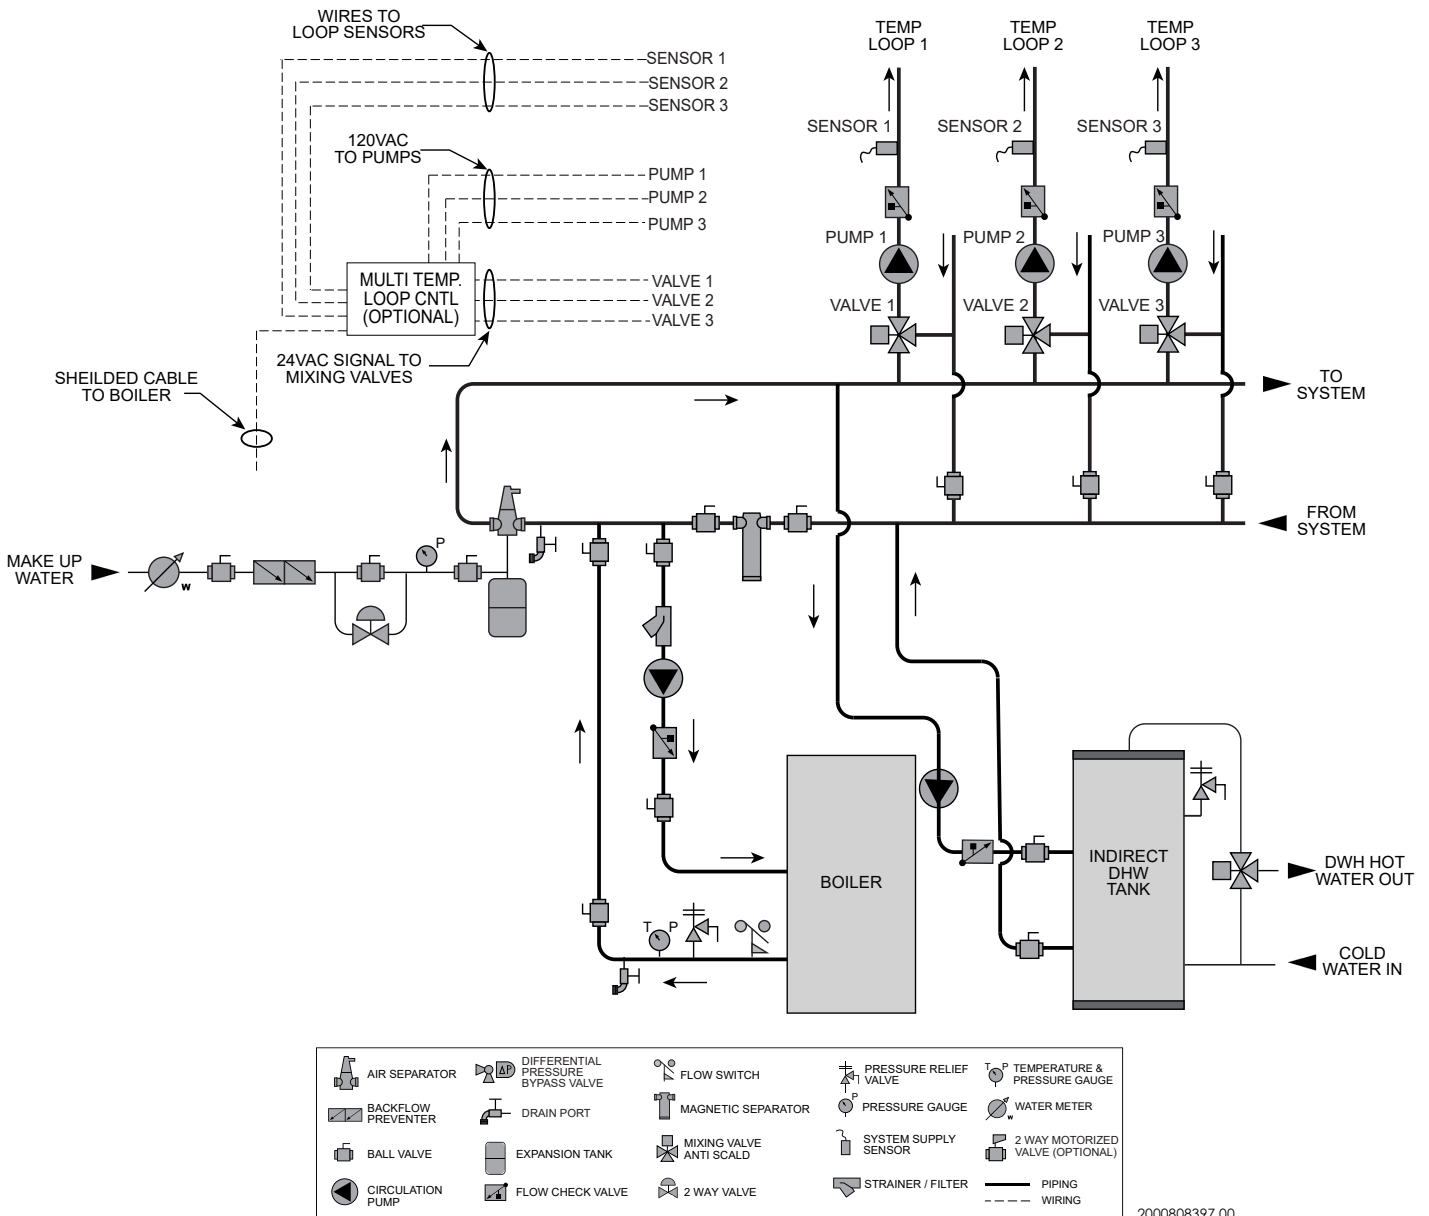 WIRES TO
LOOP SENSORS
SENSOR 1
SENSOR 2
SENSOR 3
120VAC
TO PUMPS
PUMP 1
PUMP 2
PUMP 3
MULTI TEMP.
LOOP CNTL
(OPTIONAL)
VALVE 1
VALVE 2
VALVE 3
24VAC SIGNAL TO
MIXING VALVES
SHEILDED CABLE
TO BOILER
TEMP
LOOP 1
TEMP
LOOP 2
TEMP
LOOP 3
SENSOR 1
SENSOR 2
SENSOR 3
PUMP 1
PUMP 2
PUMP 3
VALVE 1
VALVE 2
VALVE 3
TO
SYSTEM
FROM
SYSTEM
MAKE UP
WATER
W
P
BOILER
T P
INDIRECT
DHW
TANK
DWH HOT
WATER OUT
COLD
WATER IN
AIR SEPARATOR
BACKFLOW
PREVENTER
BALL VALVE
CIRCULATION
PUMP
ΔP
DIFFERENTIAL
PRESSURE
BYPASS VALVE
DRAIN PORT
EXPANSION TANK
FLOW CHECK VALVE
FLOW SWITCH
MAGNETIC SEPARATOR
MIXING VALVE
ANTI SCALD
2 WAY VALVE
PRESSURE RELIEF
VALVE
P
PRESSURE GAUGE
SYSTEM SUPPLY
SENSOR
STRAINER / FILTER
T P
TEMPERATURE &
PRESSURE GAUGE
W
WATER METER
2 WAY MOTORIZED
VALVE (OPTIONAL)
PIPING
WIRING
2000808397 00